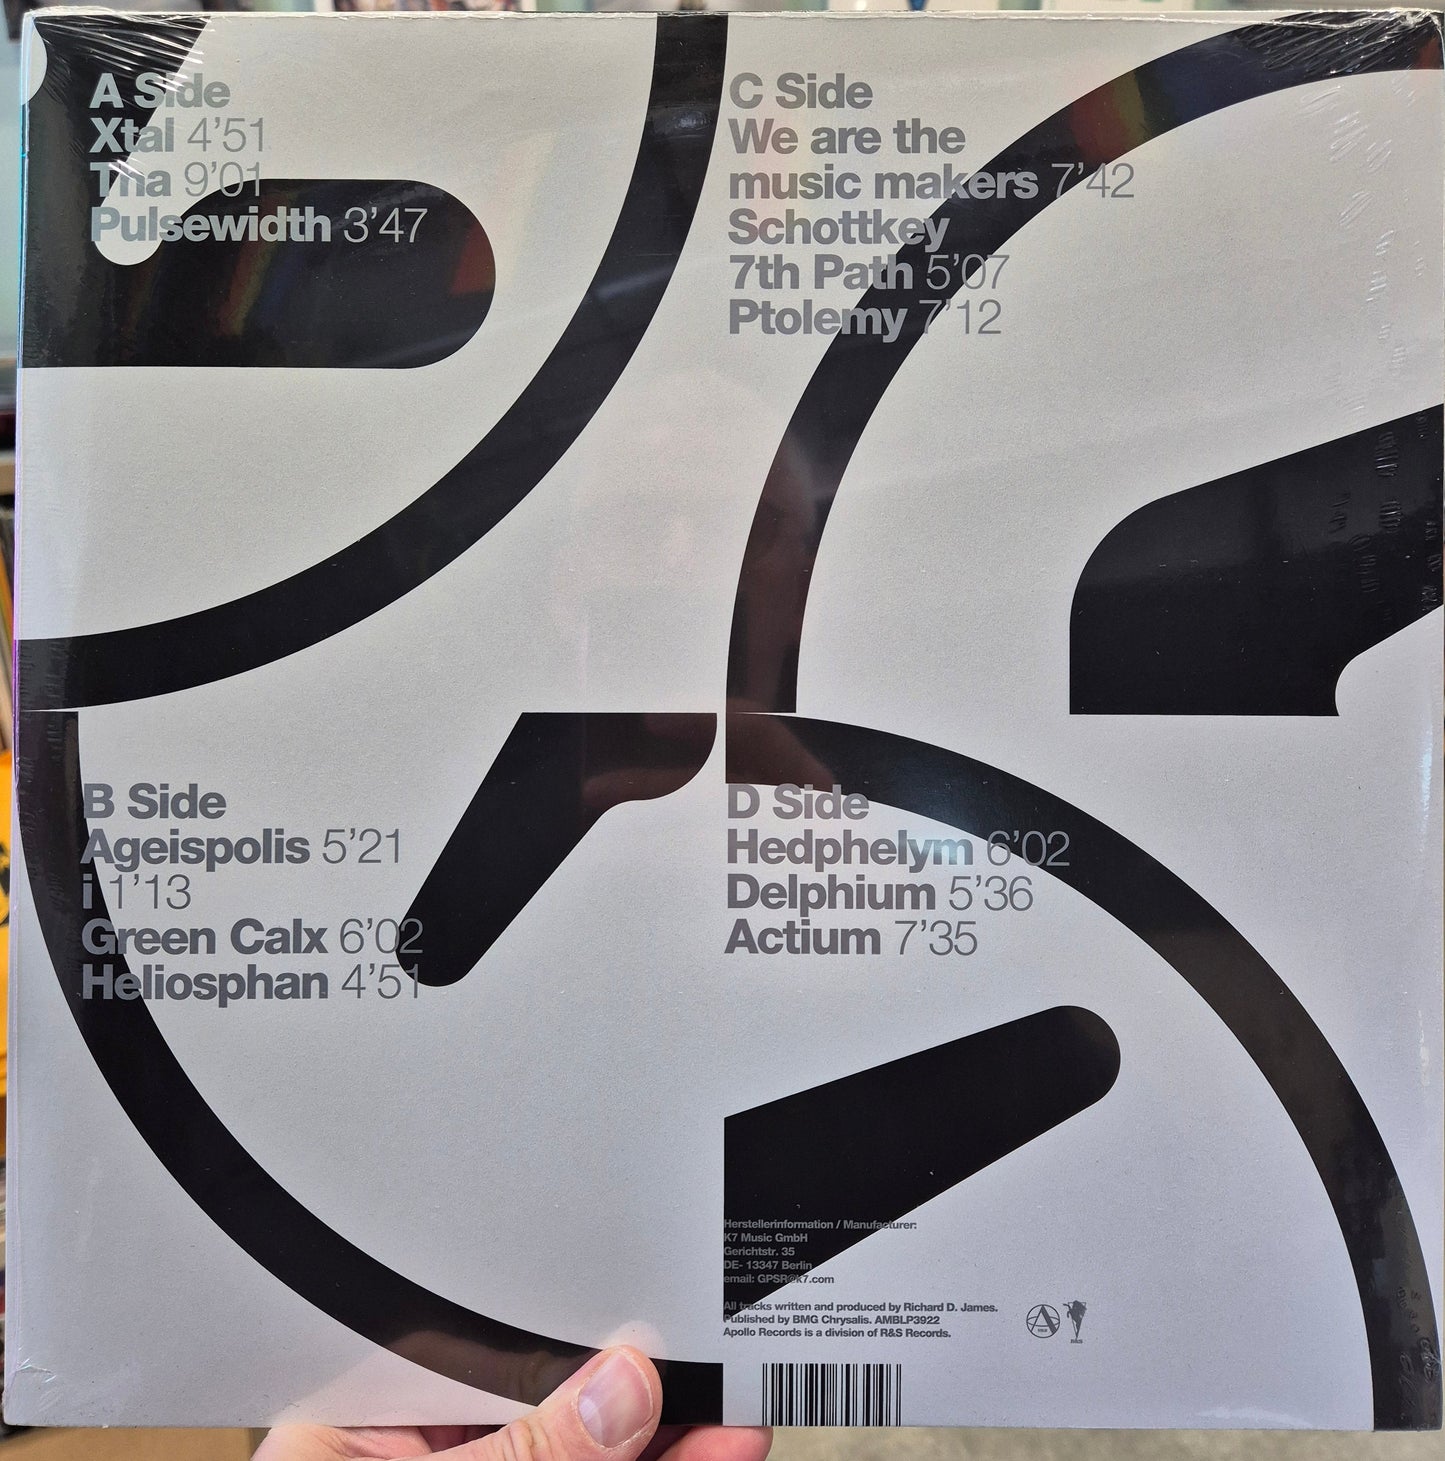 A Side
Xtal 4’51
Tha 9’01
Pulsewidth 3’47
C Side
We are the
music makers 7’42
Schottkey
7th Path 5’07
Ptolemy 7’12
B Side
Ageispolis 5’21
i 1’13
Green Calx 6’02
Heliosphan 4’51
D Side
Hedphelym 6’02
Delphium 5’36
Actium 7’35
Herstellerinformation / Manufacturer:
K7 Music GmbH
Gerichtstr. 35
DE- 13347 Berlin
email: GPSR@k7.com
All tracks written and produced by Richard D. James.
Published by BMG Chrysalis. AMBLP3922
Apollo Records is a division of R&S Records.
R&S